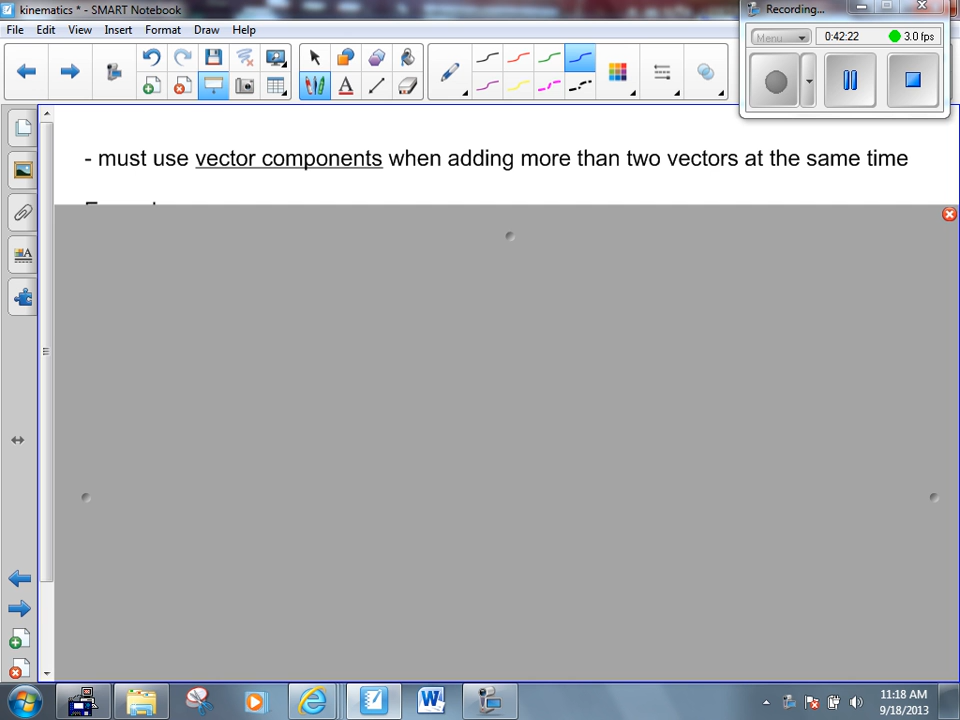 kinematics * - SMART Notebook
Recording...
File Edit View Insert Format Draw Help
Menu 0:42:22 3.0 fps
- must use vector components when adding more than two vectors at the same time
11:18 AM
9/18/2013